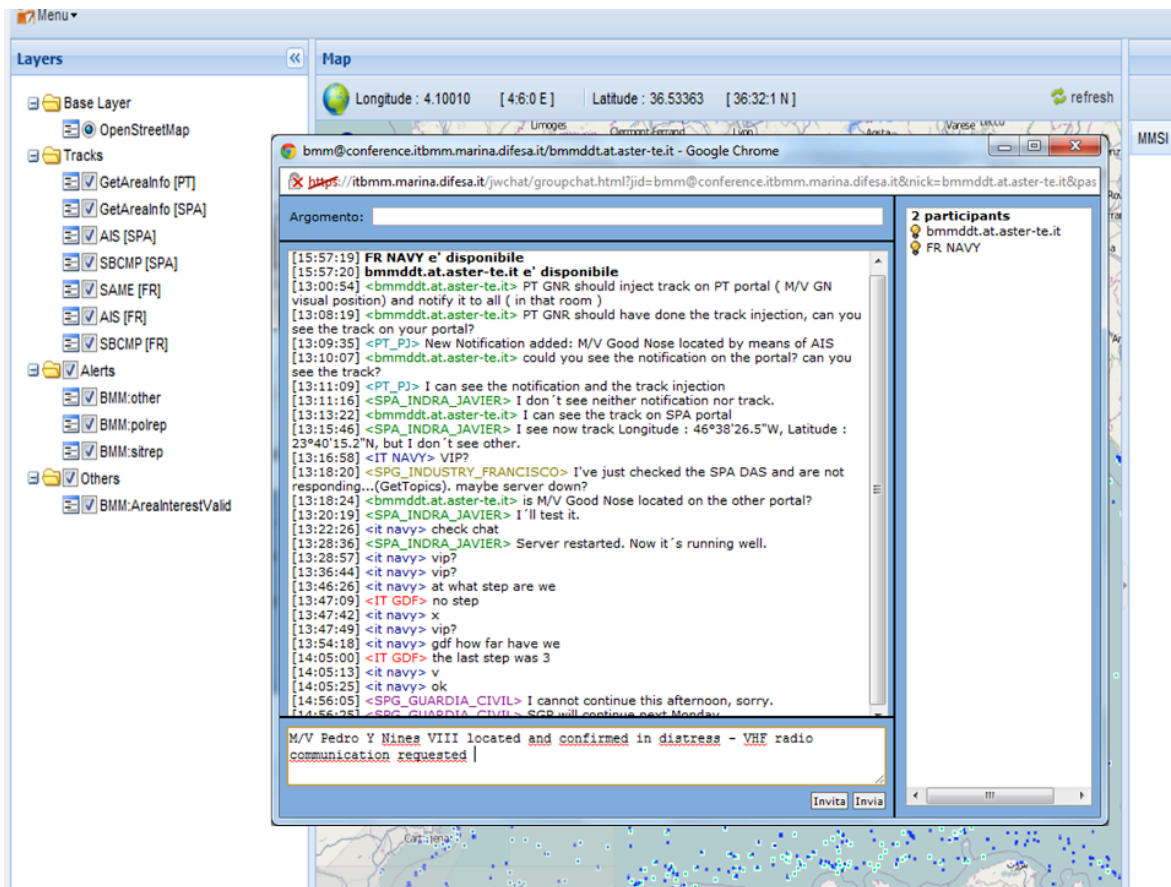 Menu
Layers
Base Layer
OpenStreetMap
Tracks
GetAreaInfo [PT]
GetAreaInfo [SPA]
AIS [SPA]
SBCMP [SPA]
SAME [FR]
AIS [FR]
SBCMP [FR]
Alerts
BMM:other
BMM:polrep
BMM:sitrep
Others
BMM:AreaInterestValid
Map
Longitude : 4.10010 [ 4:6:0 E ] Latitude : 36.53363 [ 36:32:1 N ] refresh
MMSI
Limoges Clermont-Ferrand Lyon Aosta Varese Lecco
bmm@conference.itbmm.marina.difesa.it/bmmddt.at.aster-te.it - Google Chrome
https://itbmm.marina.difesa.it/jwchat/groupchat.html?jid=bmm@conference.itbmm.marina.difesa.it&nick=bmmddt.at.aster-te.it&pas
Argomento:
[15:57:19] FR NAVY e' disponibile
[15:57:20] bmmddt.at.aster-te.it e' disponibile
[13:00:54] <bmmddt.at.aster-te.it> PT GNR should inject track on PT portal ( M/V GN
visual position) and notify it to all ( in that room )
[13:08:19] <bmmddt.at.aster-te.it> PT GNR should have done the track injection, can you
see the track on your portal?
[13:09:35] <PT_PJ> New Notification added: M/V Good Nose located by means of AIS
[13:10:07] <bmmddt.at.aster-te.it> could you see the notification on the portal? can you
see the track?
[13:11:09] <PT_PJ> I can see the notification and the track injection
[13:11:16] <SPA_INDRA_JAVIER> I don´t see neither notification nor track.
[13:13:22] <bmmddt.at.aster-te.it> I can see the track on SPA portal
[13:15:46] <SPA_INDRA_JAVIER> I see now track Longitude : 46°38'26.5"W, Latitude :
23°40'15.2"N, but I don´t see other.
[13:16:58] <IT NAVY> VIP?
[13:18:20] <SPG_INDUSTRY_FRANCISCO> I've just checked the SPA DAS and are not
responding...(GetTopics). maybe server down?
[13:18:24] <bmmddt.at.aster-te.it> is M/V Good Nose located on the other portal?
[13:20:19] <SPA_INDRA_JAVIER> I´ll test it.
[13:22:26] <it navy> check chat
[13:28:36] <SPA_INDRA_JAVIER> Server restarted. Now it´s running well.
[13:28:57] <it navy> vip?
[13:36:44] <it navy> vip?
[13:46:26] <it navy> at what step are we
[13:47:09] <IT GDF> no step
[13:47:42] <it navy> x
[13:47:49] <it navy> vip?
[13:54:18] <it navy> gdf how far have we
[14:05:00] <IT GDF> the last step was 3
[14:05:13] <it navy> v
[14:05:25] <it navy> ok
[14:56:05] <SPG_GUARDIA_CIVIL> I cannot continue this afternoon, sorry.
[14:56:25] <SPG_GUARDIA_CIVIL> SGP will continue next Monday
M/V Pedro Y Nines VIII located and confirmed in distress - VHF radio
communication requested
Invita Invia
2 participants
bmmddt.at.aster-te.it
FR NAVY